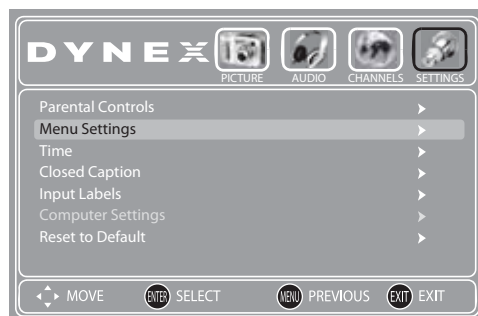 DYNEX
PICTURE AUDIO CHANNELS SETTINGS
Parental Controls
Menu Settings
Time
Closed Caption
Input Labels
Computer Settings
Reset to Default
MOVE ENTER SELECT MENU PREVIOUS EXIT EXIT